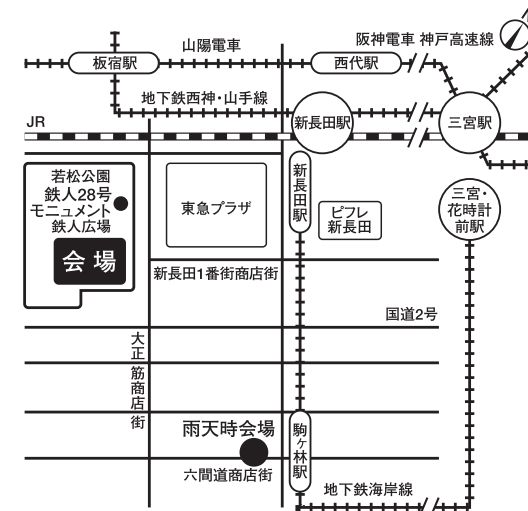 阪神電車 神戸高速線
山陽電車
板宿駅
西代駅
地下鉄西神・山手線
JR
新長田駅
三宮駅
若松公園
鉄人28号
モニュメント
鉄人広場
会場
東急プラザ
新長田駅
ピフレ
新長田
三宮・
花時計
前駅
新長田1番街商店街
国道2号
大正筋商店街
雨天時会場
駒ヶ林駅
六間道商店街
地下鉄海岸線